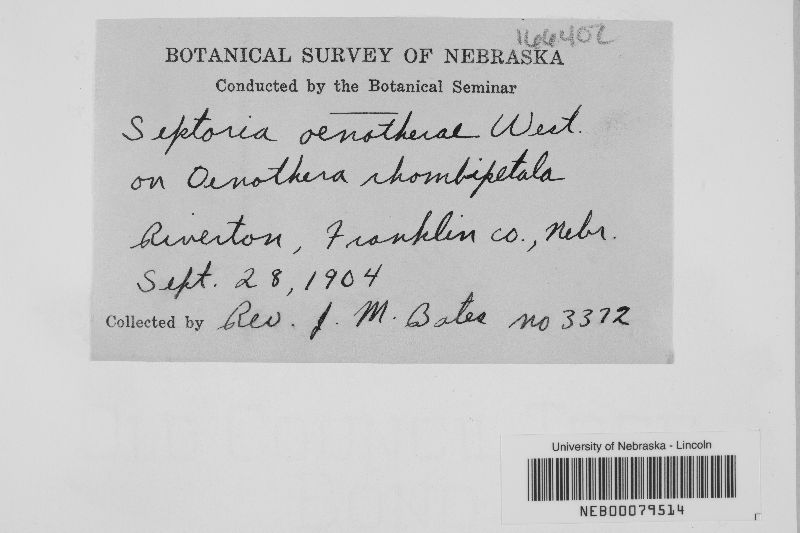 166402
BOTANICAL SURVEY OF NEBRASKA
Conducted by the Botanical Seminar
Septoria oenotherae West.
on Oenothera rhombipetala
Riverton, Franklin co., Nebr.
Sept. 28, 1904
Collected by Rev. J. M. Bates no 3372
University of Nebraska - Lincoln
NEB00079514